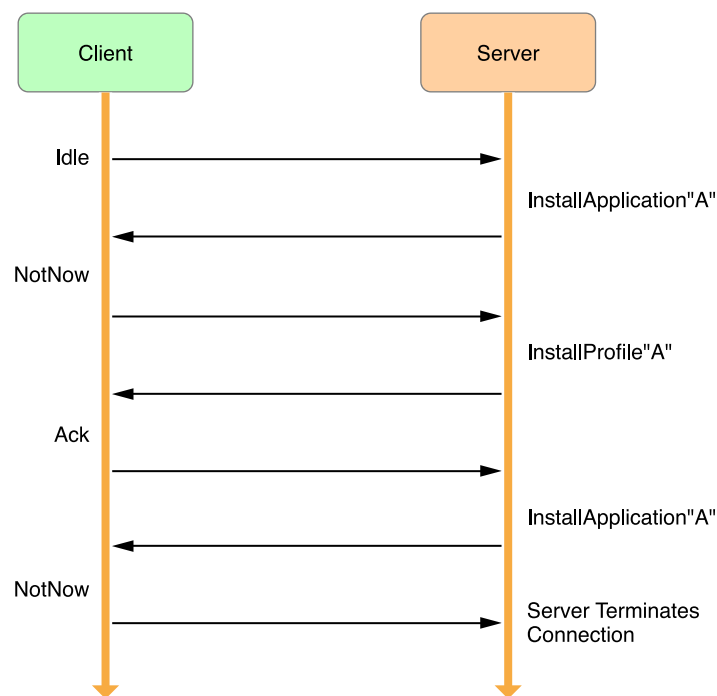 Client
Server
Idle
InstallApplication"A"
NotNow
InstallProfile"A"
Ack
InstallApplication"A"
NotNow
Server Terminates
Connection